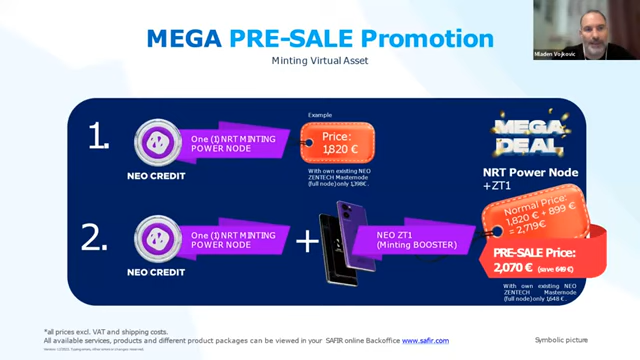 MEGA PRE-SALE Promotion
Minting Virtual Asset
Mladen Vojkovic
1.
One (1) NRT MINTING
POWER NODE
NEO CREDIT
Example
Price:
1,820 €
With own existing NEO
ZENTECH Masternode
(full node) only 1,398€.
MEGA
DEAL
NRT Power Node
+ZT1
2.
One (1) NRT MINTING
POWER NODE
NEO CREDIT
+
NEO ZT1
(Minting BOOSTER)
Normal Price:
1,820 € + 899 €
= 2,719€
PRE-SALE Price:
2,070 € (save 649 €)
With own existing NEO
ZENTECH Masternode
(full node) only 1,648 € .
*all prices excl. VAT and shipping costs.
All available services, products and different product packages can be viewed in your SAFIR online Backoffice www.safir.com
Symbolic picture